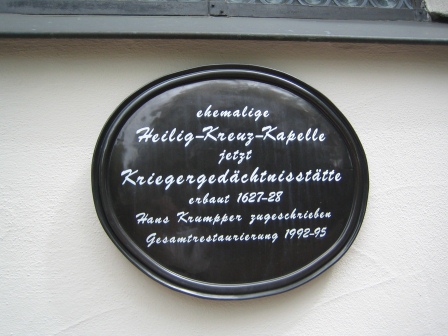 ehemalige
Heilig-Kreuz-Kapelle
jetzt
Kriegergedächtnisstätte
erbaut 1627-28
Hans Krumpper zugeschrieben
Gesamtrestaurierung 1992-95